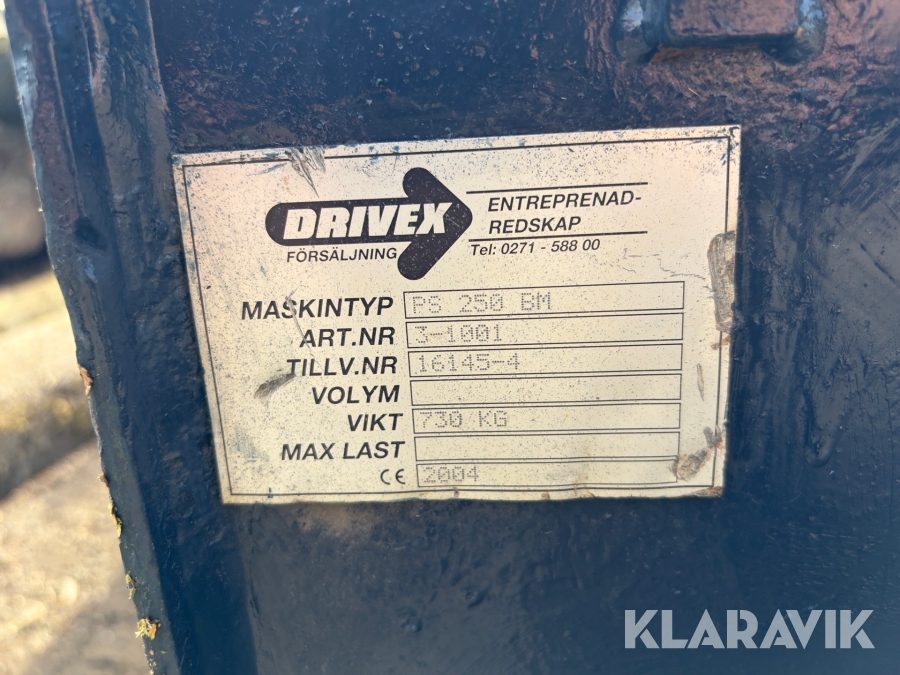 DRIVEX
FÖRSÄLJNING
ENTREPRENAD-
REDSKAP
Tel: 0271 - 588 00
MASKINTYP PS 250 BM
ART.NR 3-1001
TILLV.NR 16145-4
VOLYM
VIKT 730 KG
MAX LAST
CE 2004
KLARAVIK